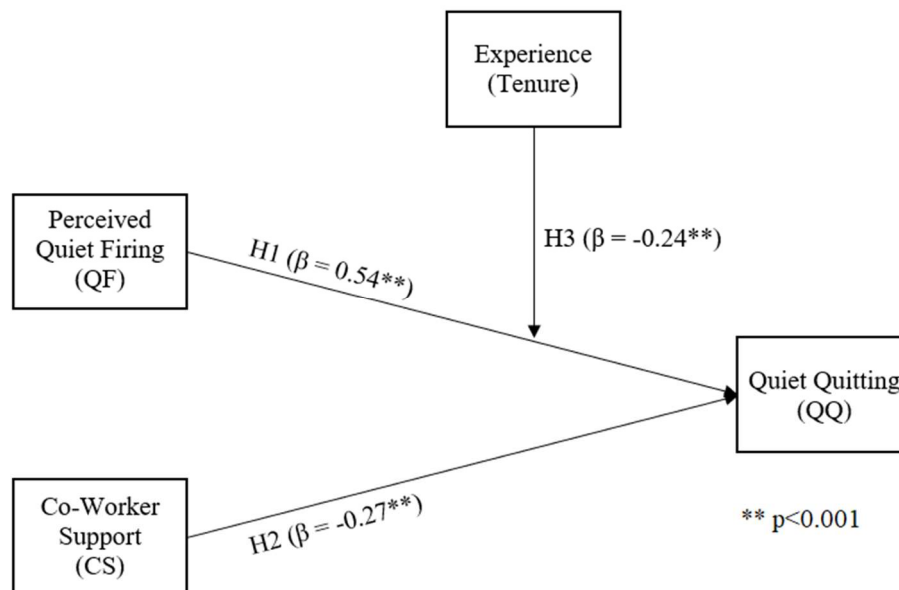 Experience
(Tenure)
Perceived
Quiet Firing
(QF)
H1 (β = 0.54**)
H3 (β = -0.24**)
Quiet Quitting
(QQ)
Co-Worker
Support
(CS)
H2 (β = -0.27**)
** p<0.001